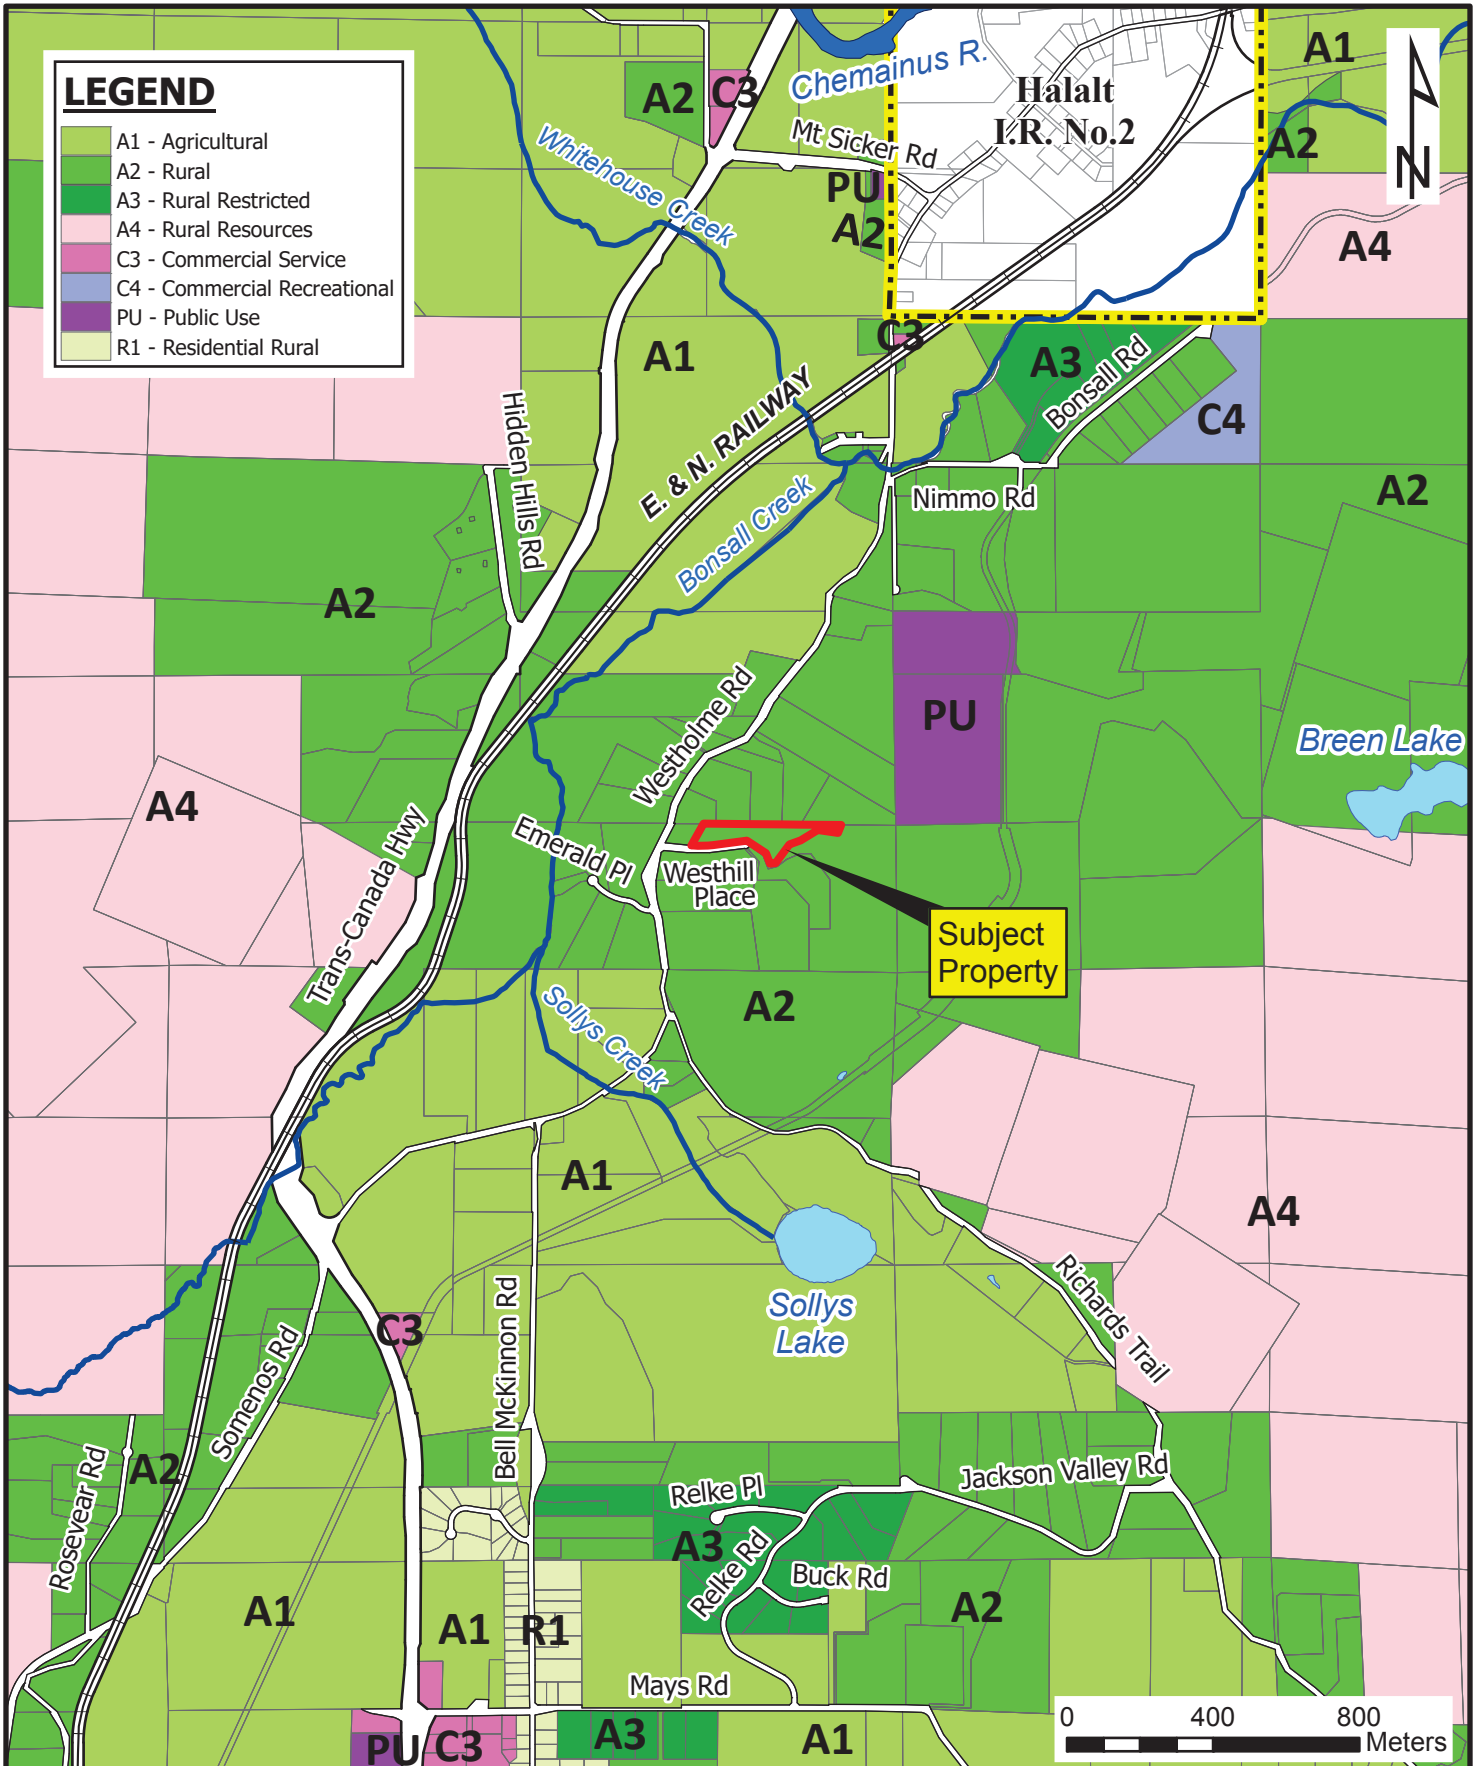 LEGEND
A1 - Agricultural
A2 - Rural
A3 - Rural Restricted
A4 - Rural Resources
C3 - Commercial Service
C4 - Commercial Recreational
PU - Public Use
R1 - Residential Rural
A2
C3
Chemainus R.
Halalt
I.R. No.2
A1
N
Whitehouse Creek
Mt Sicker Rd
A2
PU
A2
A4
C3
A1
A3
Bonsall Rd
C4
E. & N. RAILWAY
Hidden Hills Rd
Nimmo Rd
A2
Bonsall Creek
A2
Westholme Rd
PU
Breen Lake
A4
Trans-Canada Hwy
Emerald Pl
Westhill
Place
Subject
Property
A2
Sollys Creek
A1
A4
Sollys
Lake
Richards Trail
C3
Somenos Rd
Bell McKinnon Rd
Rosevear Rd
A2
Relke Pl
Jackson Valley Rd
A3
Relke Rd
Buck Rd
A1
A1
R1
A2
Mays Rd
PU
C3
A3
A1
0 400 800
Meters